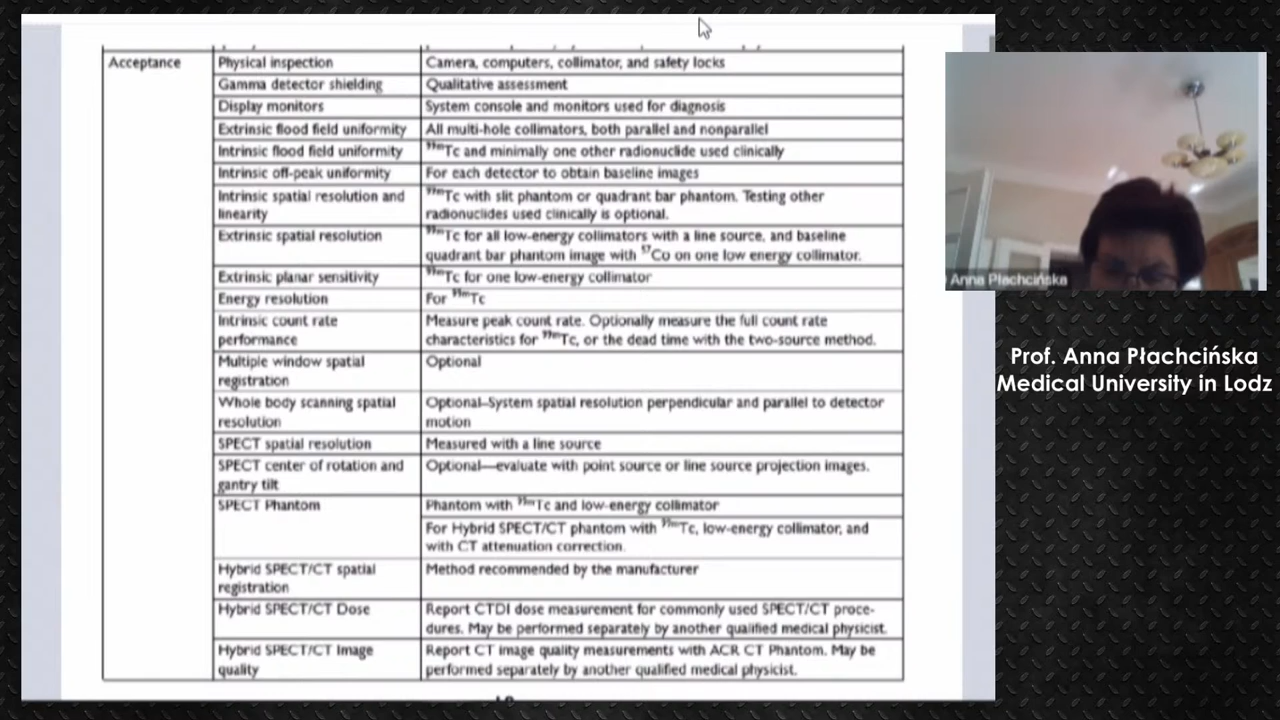 Acceptance
Physical inspection
Camera, computers, collimator, and safety locks
Gamma detector shielding
Qualitative assessment
Display monitors
System console and monitors used for diagnosis
Extrinsic flood field uniformity
All multi-hole collimators, both parallel and nonparallel
Intrinsic flood field uniformity
99mTc and minimally one other radionuclide used clinically
Intrinsic off-peak uniformity
For each detector to obtain baseline images
Intrinsic spatial resolution and
linearity
99mTc with slit phantom or quadrant bar phantom. Testing other
radionuclides used clinically is optional.
Extrinsic spatial resolution
99mTc for all low-energy collimators with a line source, and baseline
quadrant bar phantom image with 57Co on one low energy collimator.
Extrinsic planar sensitivity
99mTc for one low-energy collimator
Energy resolution
For 99mTc
Intrinsic count rate
performance
Measure peak count rate. Optionally measure the full count rate
characteristics for 99mTc, or the dead time with the two-source method.
Multiple window spatial
registration
Optional
Whole body scanning spatial
resolution
Optional–System spatial resolution perpendicular and parallel to detector
motion
SPECT spatial resolution
Measured with a line source
SPECT center of rotation and
gantry tilt
Optional—evaluate with point source or line source projection images.
SPECT Phantom
Phantom with 99mTc and low-energy collimator
For Hybrid SPECT/CT phantom with 99mTc, low-energy collimator, and
with CT attenuation correction.
Hybrid SPECT/CT spatial
registration
Method recommended by the manufacturer
Hybrid SPECT/CT Dose
Report CTDI dose measurement for commonly used SPECT/CT proce-
dures. May be performed separately by another qualified medical physicist.
Hybrid SPECT/CT Image
quality
Report CT image quality measurements with ACR CT Phantom. May be
performed separately by another qualified medical physicist.
Anna Płachcińska
Prof. Anna Płachcińska
Medical University in Lodz